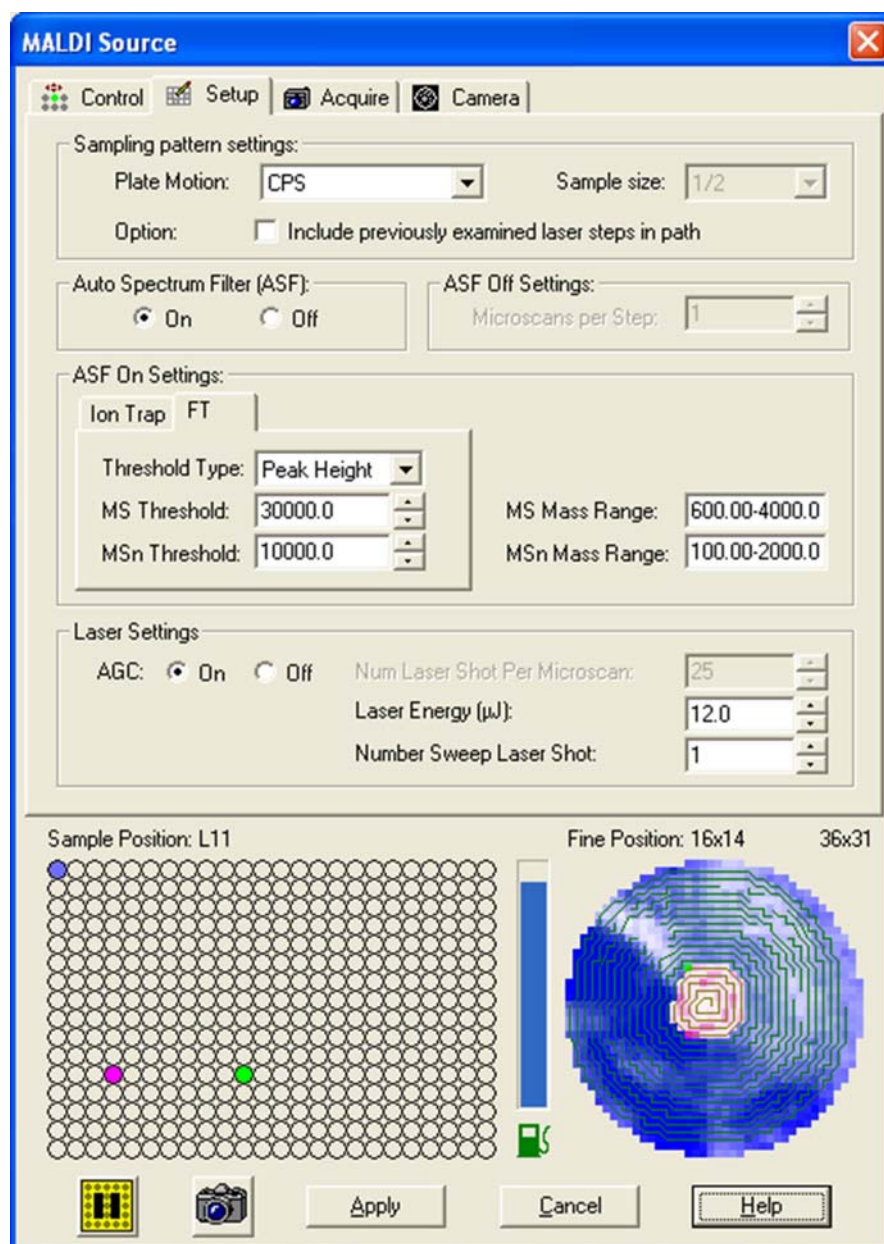 MALDI Source
Control Setup Acquire Camera
Sampling pattern settings:
Plate Motion: CPS Sample size: 1/2
Option: Include previously examined laser steps in path
Auto Spectrum Filter (ASF): ASF Off Settings:
On Off Microscans per Step: 1
ASF On Settings:
Ion Trap FT
Threshold Type: Peak Height
MS Threshold: 30000.0 MS Mass Range: 600.00-4000.0
MSn Threshold: 10000.0 MSn Mass Range: 100.00-2000.0
Laser Settings
AGC: On Off Num Laser Shot Per Microscan: 25
Laser Energy (µJ): 12.0
Number Sweep Laser Shot: 1
Sample Position: L11 Fine Position: 16x14 36x31
Apply Cancel Help